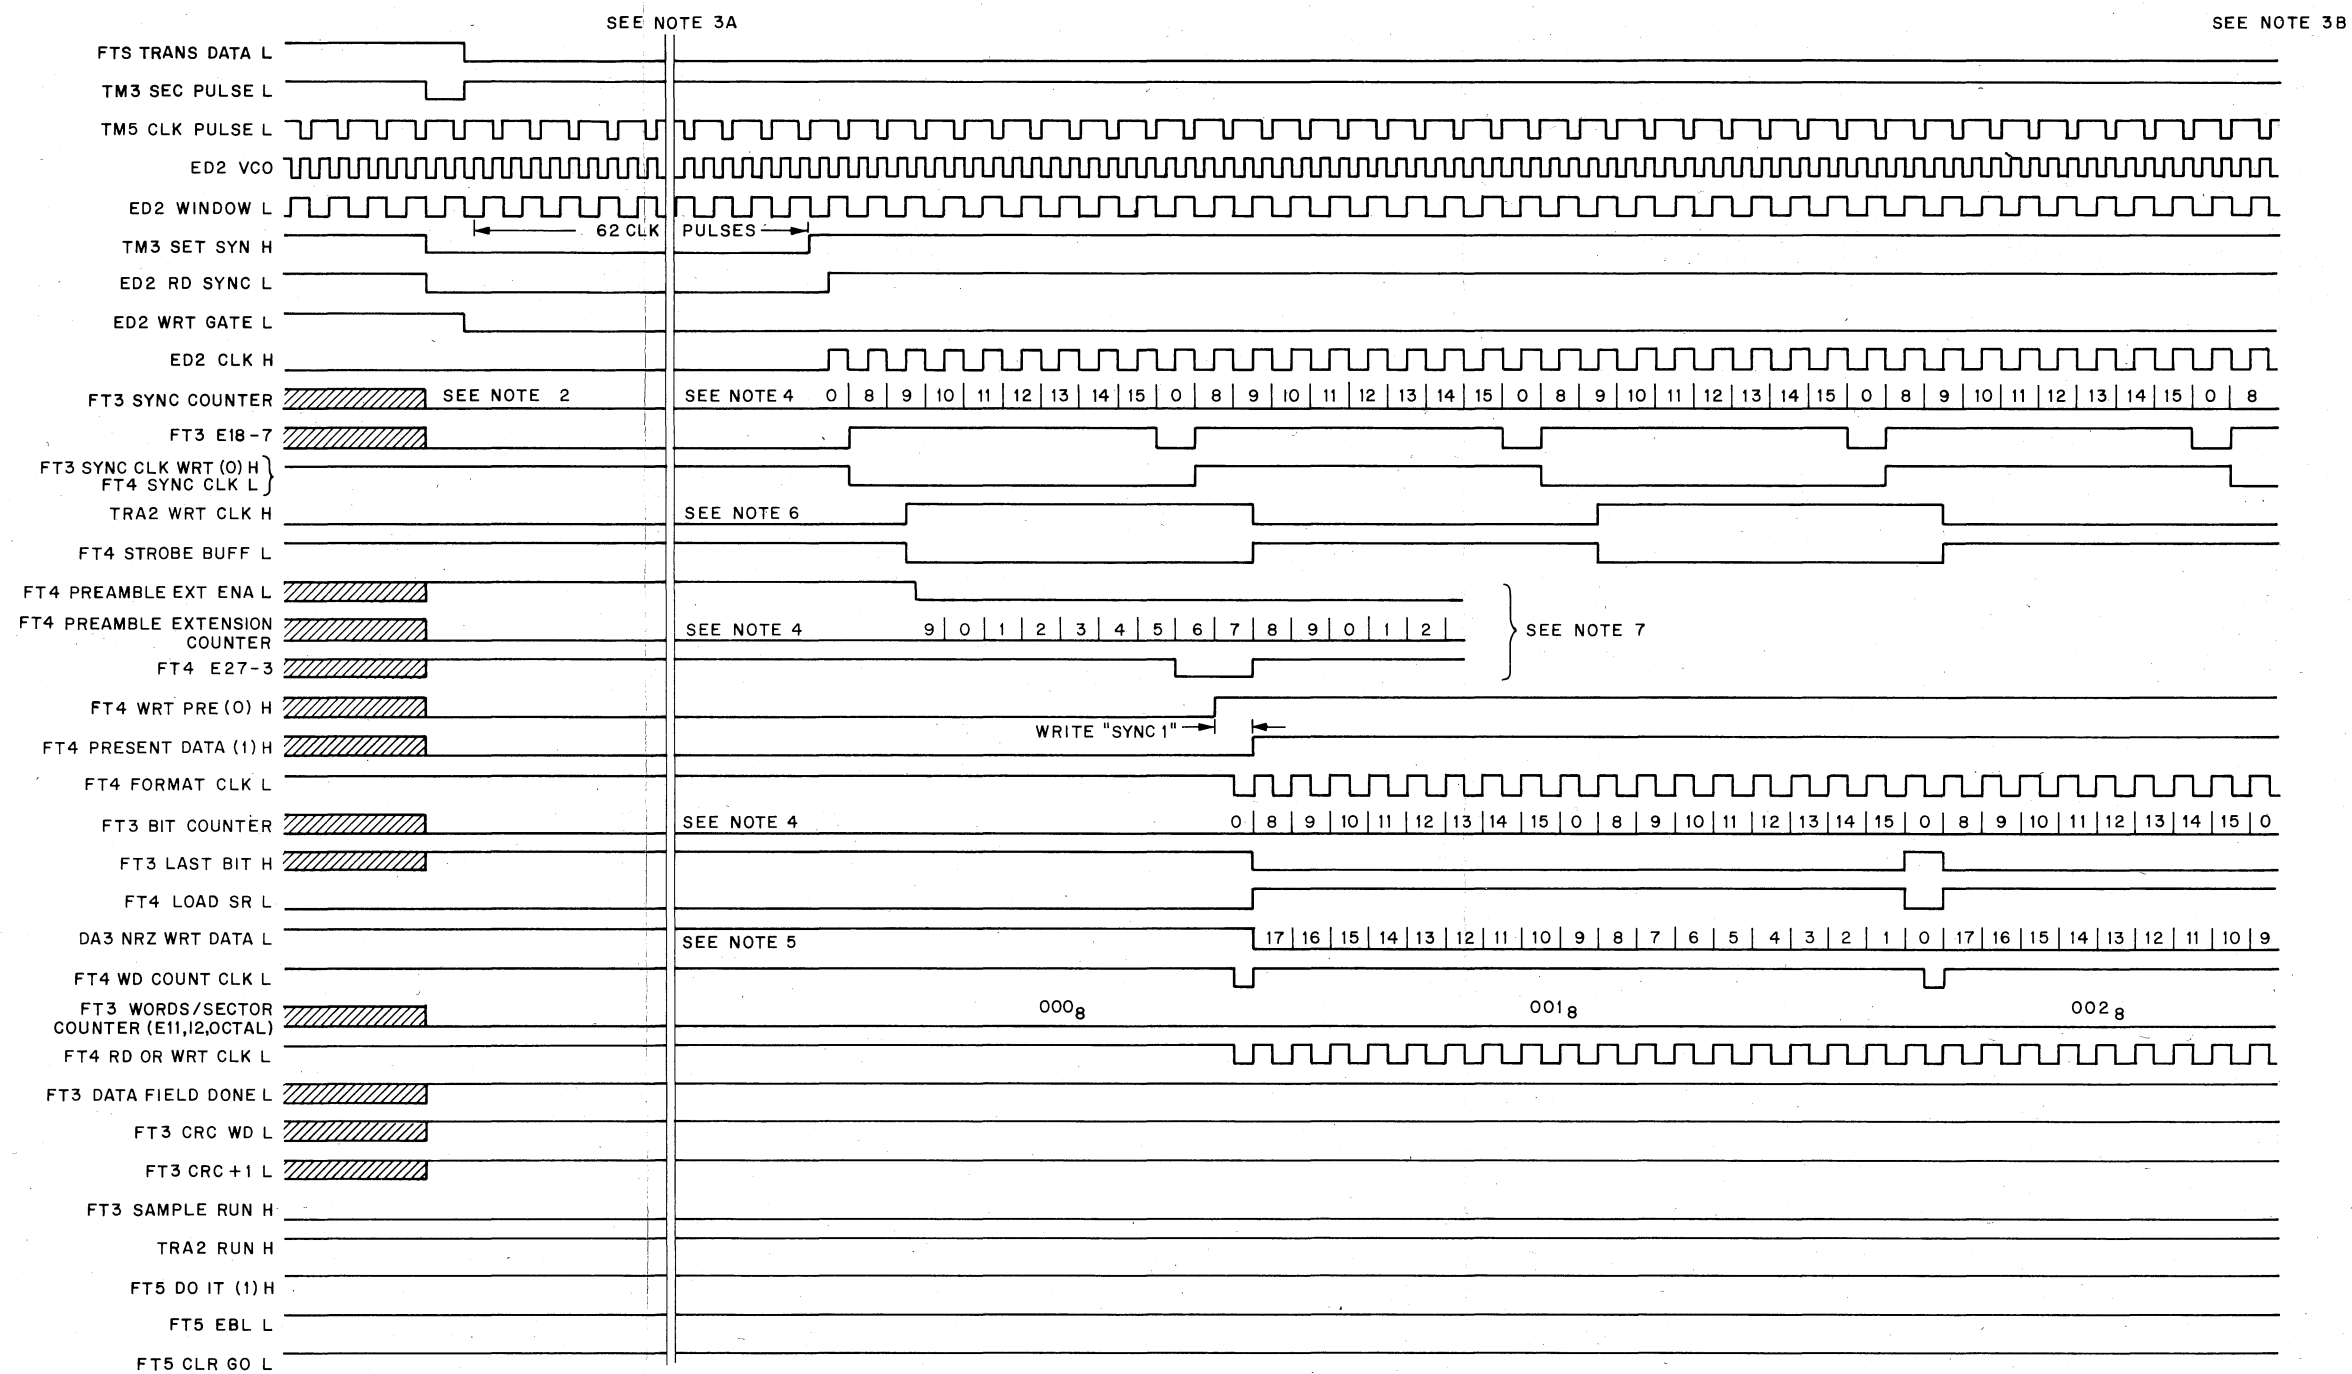 SEE NOTE 3A
SEE NOTE 3B
FTS TRANS DATA L
TM3 SEC PULSE L
TM5 CLK PULSE L
ED2 VCO
ED2 WINDOW L
62 CLK PULSES
TM3 SET SYN H
ED2 RD SYNC L
ED2 WRT GATE L
ED2 CLK H
FT3 SYNC COUNTER SEE NOTE 2 SEE NOTE 4 0 8 9 10 11 12 13 14 15 0 8 9 10 11 12 13 14 15 0 8 9 10 11 12 13 14 15 0 8 9 10 11 12 13 14 15 0 8
FT3 E18-7
FT3 SYNC CLK WRT (0) H
FT4 SYNC CLK L
TRA2 WRT CLK H SEE NOTE 6
FT4 STROBE BUFF L
FT4 PREAMBLE EXT ENA L
FT4 PREAMBLE EXTENSION
COUNTER
SEE NOTE 4 9 0 1 2 3 4 5 6 7 8 9 0 1 2
SEE NOTE 7
FT4 E27-3
FT4 WRT PRE (0) H
WRITE "SYNC 1"
FT4 PRESENT DATA (1) H
FT4 FORMAT CLK L
FT3 BIT COUNTER SEE NOTE 4 0 8 9 10 11 12 13 14 15 0 8 9 10 11 12 13 14 15 0 8 9 10 11 12 13 14 15 0
FT3 LAST BIT H
FT4 LOAD SR L
DA3 NRZ WRT DATA L SEE NOTE 5 17 16 15 14 13 12 11 10 9 8 7 6 5 4 3 2 1 0 17 16 15 14 13 12 11 10 9
FT4 WD COUNT CLK L
FT3 WORDS/SECTOR
COUNTER (E11,12,OCTAL)
000₈ 001₈ 002₈
FT4 RD OR WRT CLK L
FT3 DATA FIELD DONE L
FT3 CRC WD L
FT3 CRC +1 L
FT3 SAMPLE RUN H
TRA2 RUN H
FT5 DO IT (1) H
FT5 EBL L
FT5 CLR GO L